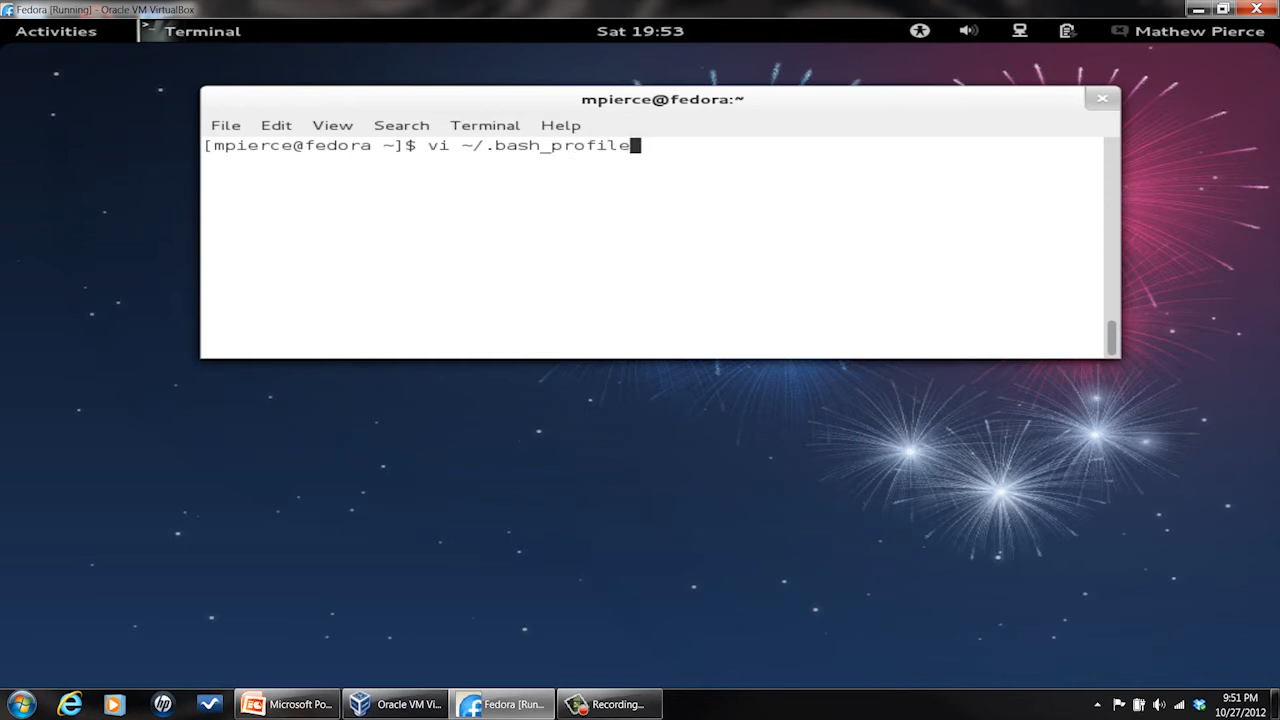 Fedora [Running] - Oracle VM VirtualBox
Activities
Terminal
Sat 19:53
Mathew Pierce
mpierce@fedora:~
File Edit View Search Terminal Help
[mpierce@fedora ~]$ vi ~/.bash_profile
Microsoft Po...
Oracle VM Vi...
Fedora [Run...
Recording...
9:51 PM
10/27/2012